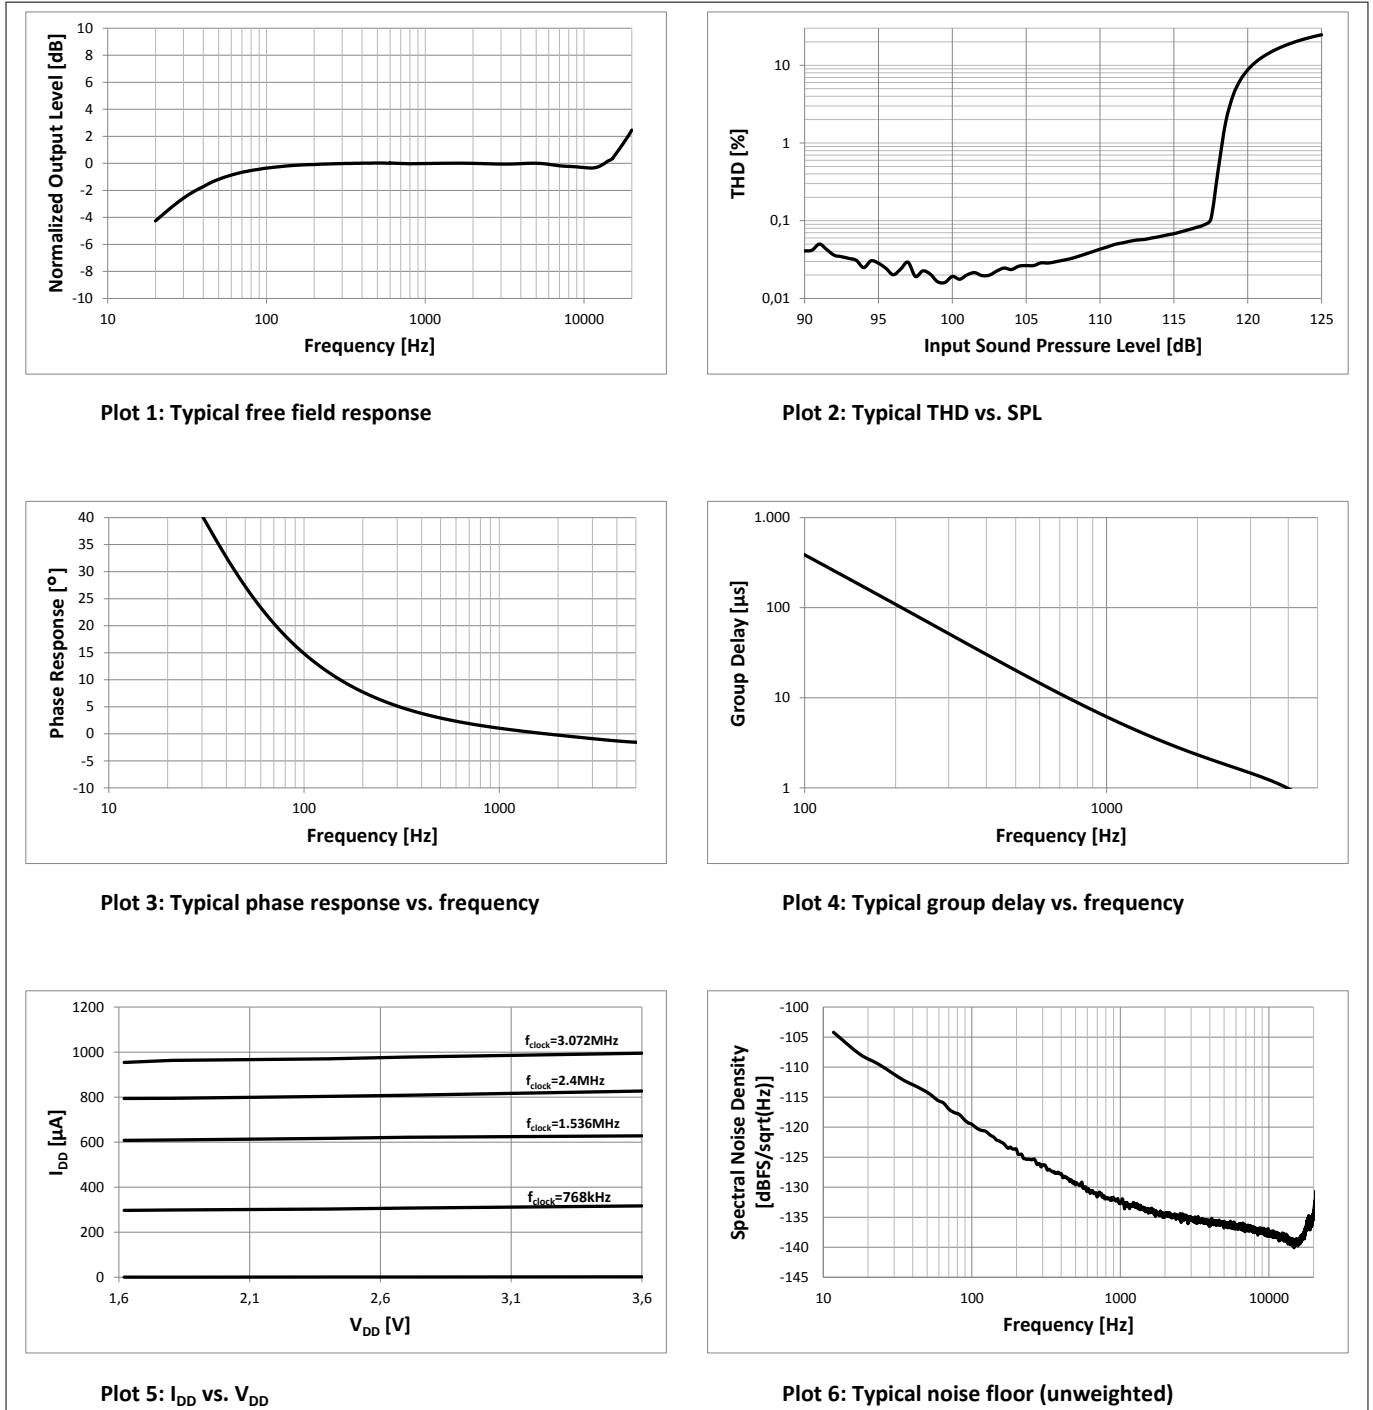 Normalized Output Level [dB]
10
8
6
4
2
0
-2
-4
-6
-8
-10
10 100 1000 10000
Frequency [Hz]
Plot 1: Typical free field response
THD [%]
10
1
0,1
0,01
90 95 100 105 110 115 120 125
Input Sound Pressure Level [dB]
Plot 2: Typical THD vs. SPL
Phase Response [°]
40
35
30
25
20
15
10
5
0
-5
-10
10 100 1000
Frequency [Hz]
Plot 3: Typical phase response vs. frequency
Group Delay [µs]
1.000
100
10
1
100 1000
Frequency [Hz]
Plot 4: Typical group delay vs. frequency
IDD [µA]
1200
1000
800
600
400
200
0
fclock=3.072MHz
fclock=2.4MHz
fclock=1.536MHz
fclock=768kHz
1,6 2,1 2,6 3,1 3,6
VDD [V]
Plot 5: IDD vs. VDD
Spectral Noise Density
[dBFS/sqrt(Hz)]
-100
-105
-110
-115
-120
-125
-130
-135
-140
-145
10 100 1000 10000
Frequency [Hz]
Plot 6: Typical noise floor (unweighted)